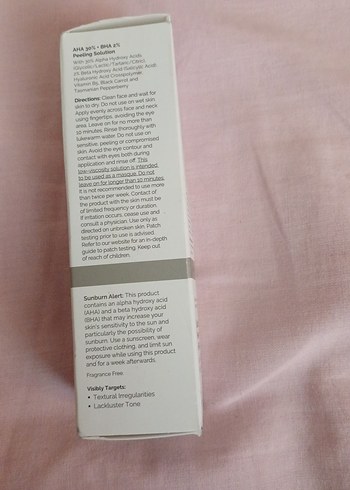 AHA 30% + BHA 2%
Peeling Solution
With 30% Alpha Hydroxy Acids
(Glycolic/Lactic/Tartaric/Citric),
2% Beta Hydroxy Acid (Salicylic Acid),
Hyaluronic Acid Crosspolymer,
Vitamin B5, Black Carrot and
Tasmanian Pepperberry
Directions: Clean face and wait for
skin to dry. Do not use on wet skin.
Apply evenly across face and neck
using fingertips, avoiding the eye
area. Leave on for no more than
10 minutes. Rinse thoroughly with
lukewarm water. Do not use on
sensitive, peeling or compromised
skin. Avoid the eye contour and
contact with eyes both during
application and rinse off. This
low-viscosity solution is intended
to be used as a masque. Do not
leave on for longer than 10 minutes.
It is not recommended to use more
than twice per week. Contact of
the product with the skin must be
of limited frequency or duration.
If irritation occurs, cease use and
consult a physician. Use only as
directed on unbroken skin. Patch
testing prior to use is advised.
Refer to our website for an in-depth
guide to patch testing. Keep out
of reach of children.
Sunburn Alert: This product
contains an alpha hydroxy acid
(AHA) and a beta hydroxy acid
(BHA) that may increase your
skin's sensitivity to the sun and
particularly the possibility of
sunburn. Use a sunscreen, wear
protective clothing, and limit sun
exposure while using this product
and for a week afterwards.
Fragrance Free.
Visibly Targets:
• Textural Irregularities
• Lackluster Tone